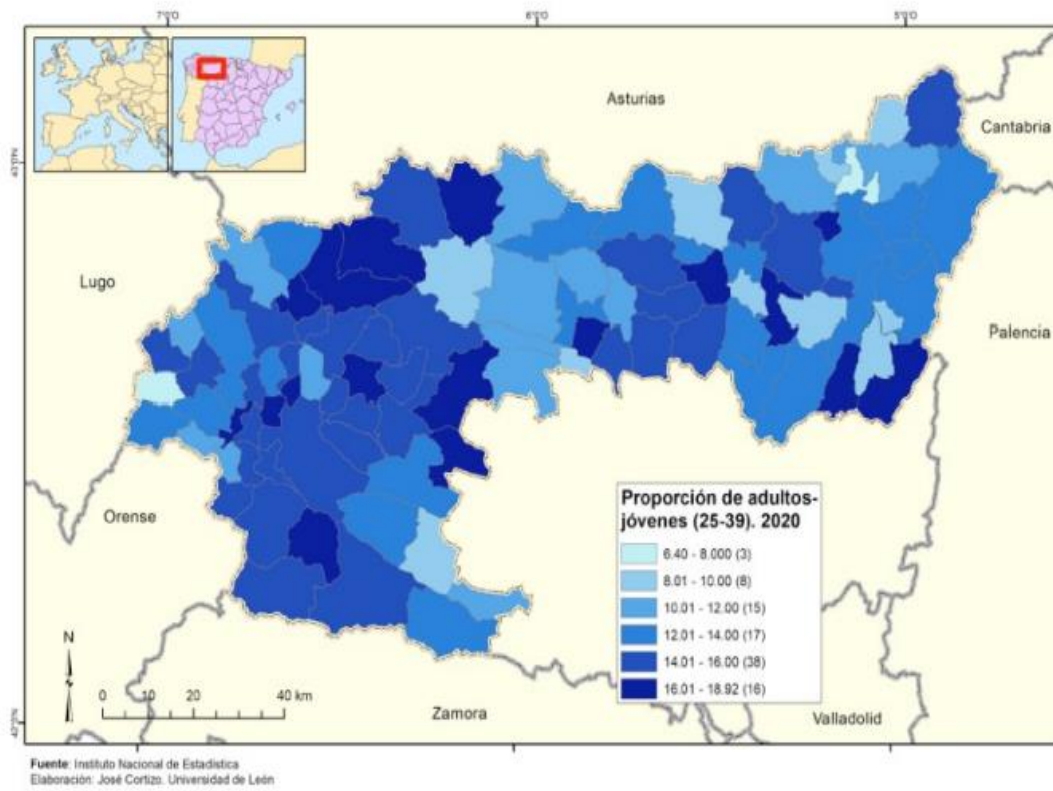 7°0'O
6°0'O
5°0'O
Asturias
Cantabria
43°0'N
Lugo
Palencia
Orense
Proporción de adultos-
jóvenes (25-39). 2020
6.40 - 8.000 (3)
8.01 - 10.00 (8)
10.01 - 12.00 (15)
12.01 - 14.00 (17)
14.01 - 16.00 (38)
16.01 - 18.92 (16)
N
0 10 20 40 km
Zamora
Valladolid
Fuente: Instituto Nacional de Estadística
Elaboración: José Cortizo. Universidad de León